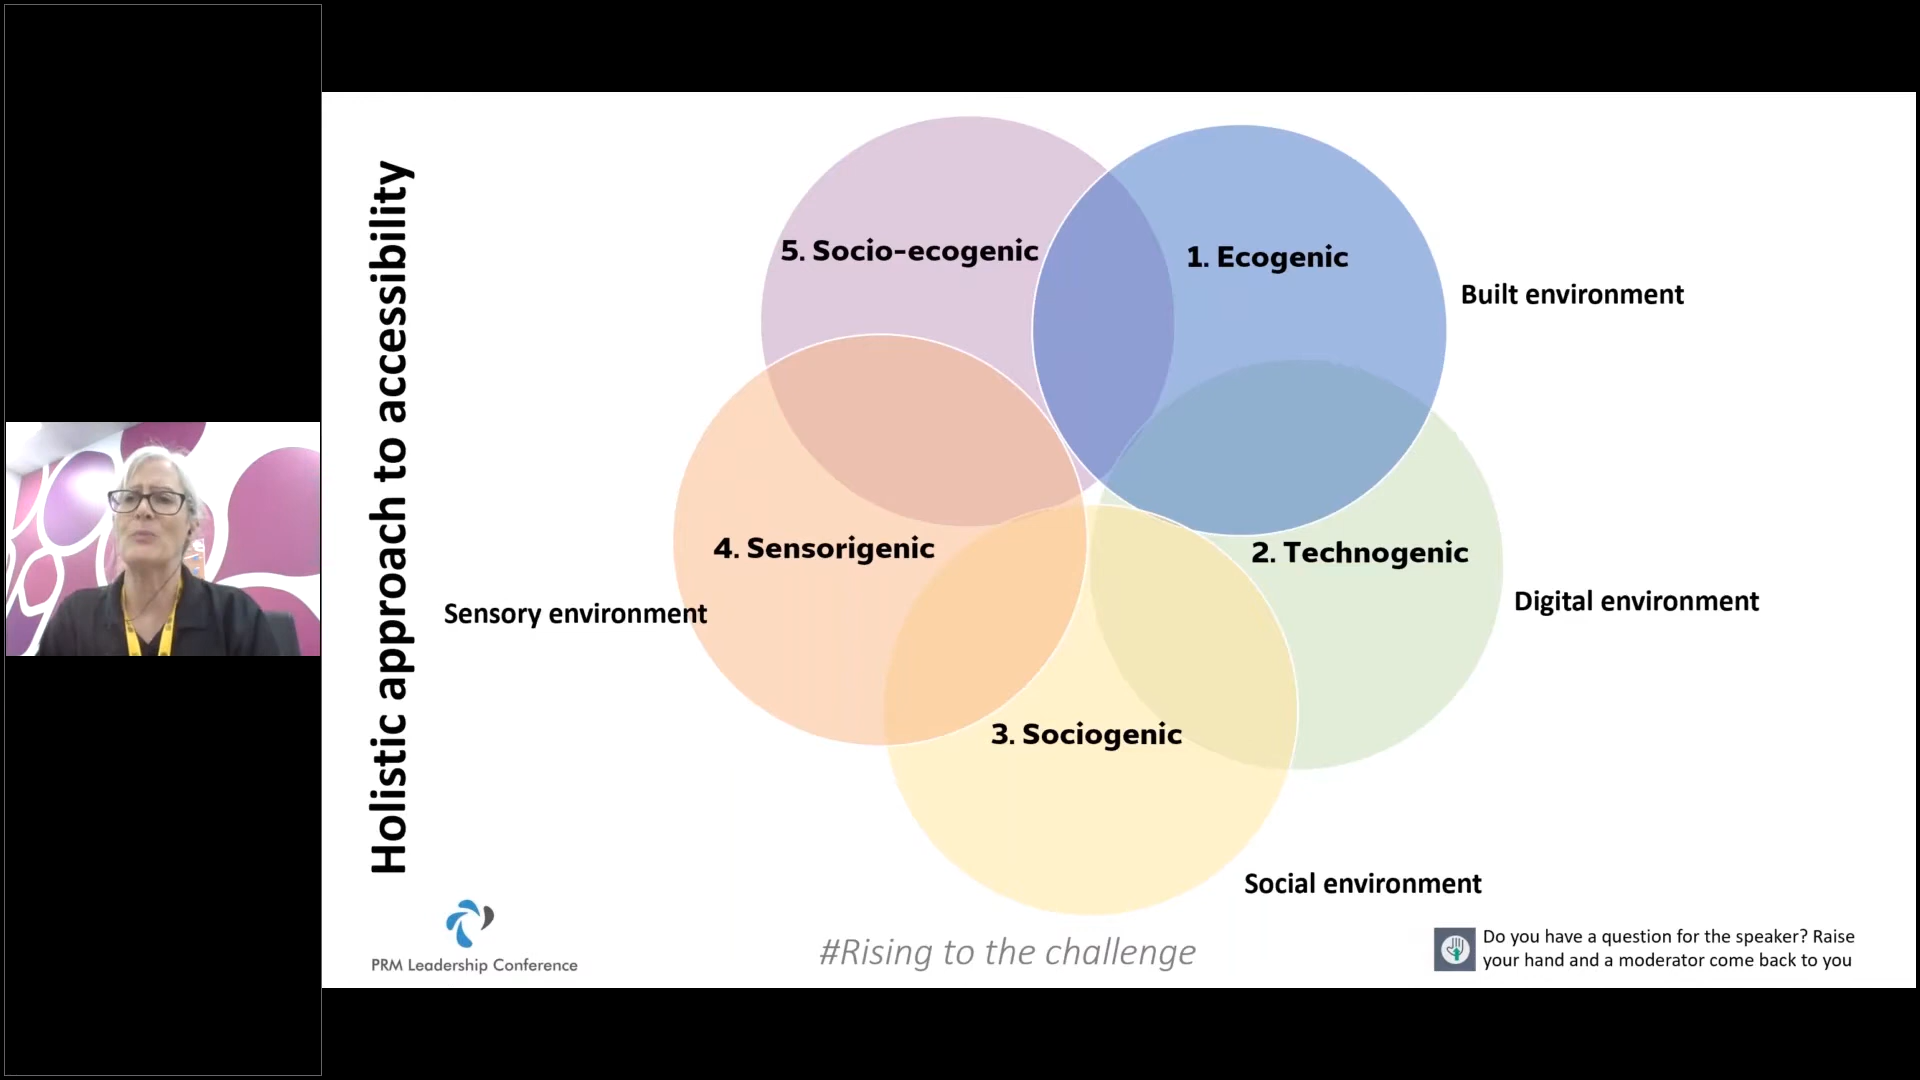 Holistic approach to accessibility
5. Socio-ecogenic
1. Ecogenic
Built environment
4. Sensorigenic
2. Technogenic
Digital environment
Sensory environment
3. Sociogenic
Social environment
PRM Leadership Conference
#Rising to the challenge
Do you have a question for the speaker? Raise
your hand and a moderator come back to you